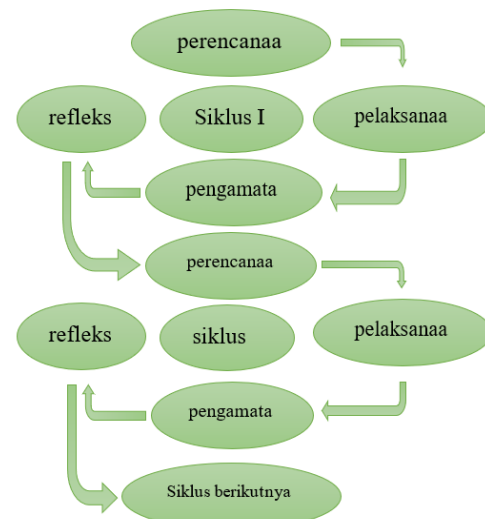 perencanaa
refleks
Siklus I
pelaksanaa
pengamata
perencanaa
refleks
siklus
pelaksanaa
pengamata
Siklus berikutnya